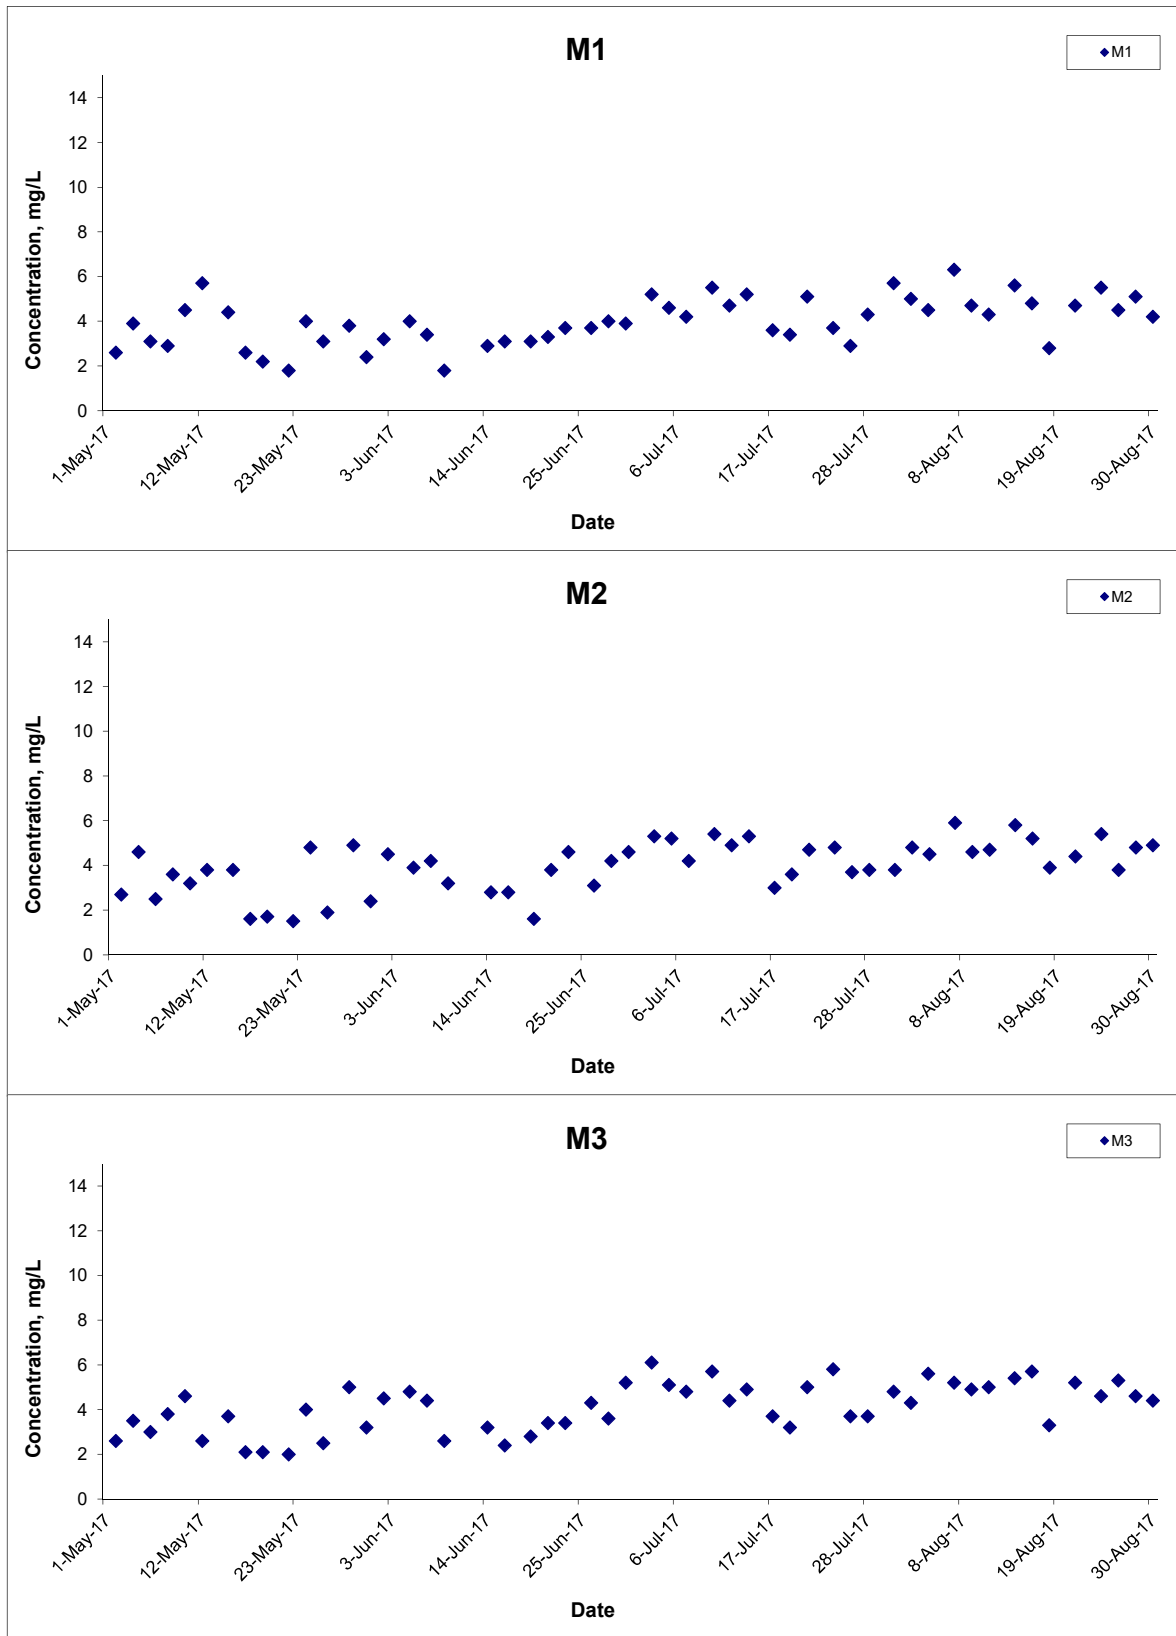 M1
M1
14
12
10
8
6
4
2
0
Concentration, mg/L
1-May-17 12-May-17 23-May-17 3-Jun-17 14-Jun-17 25-Jun-17 6-Jul-17 17-Jul-17 28-Jul-17 8-Aug-17 19-Aug-17 30-Aug-17
Date
M2
M2
14
12
10
8
6
4
2
0
Concentration, mg/L
1-May-17 12-May-17 23-May-17 3-Jun-17 14-Jun-17 25-Jun-17 6-Jul-17 17-Jul-17 28-Jul-17 8-Aug-17 19-Aug-17 30-Aug-17
Date
M3
M3
14
12
10
8
6
4
2
0
Concentration, mg/L
1-May-17 12-May-17 23-May-17 3-Jun-17 14-Jun-17 25-Jun-17 6-Jul-17 17-Jul-17 28-Jul-17 8-Aug-17 19-Aug-17 30-Aug-17
Date